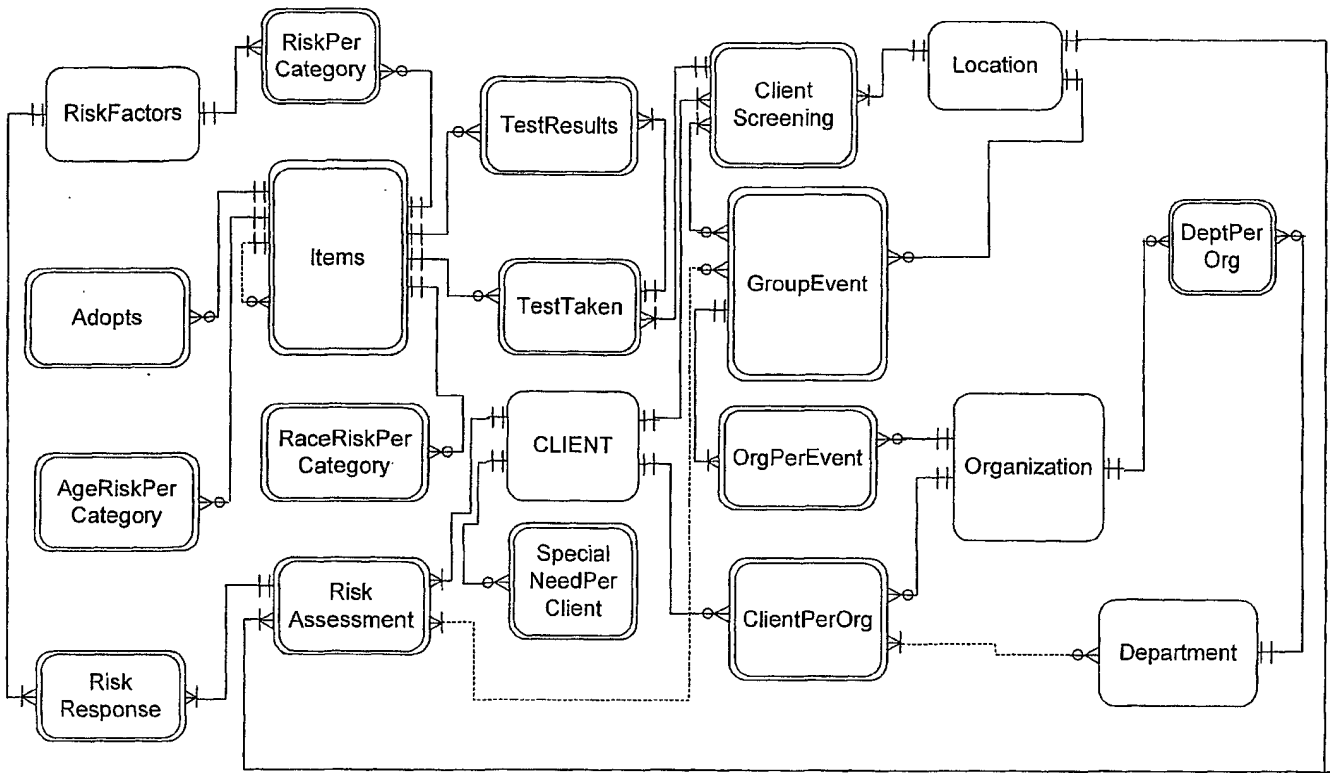 RiskPer
Category
RiskFactors
Location
Client
Screening
TestResults
Items
DeptPer
Org
GroupEvent
Adopts
TestTaken
RaceRiskPer
Category
CLIENT
OrgPerEvent
Organization
AgeRiskPer
Category
Special
NeedPer
Client
Risk
Assessment
ClientPerOrg
Department
Risk
Response